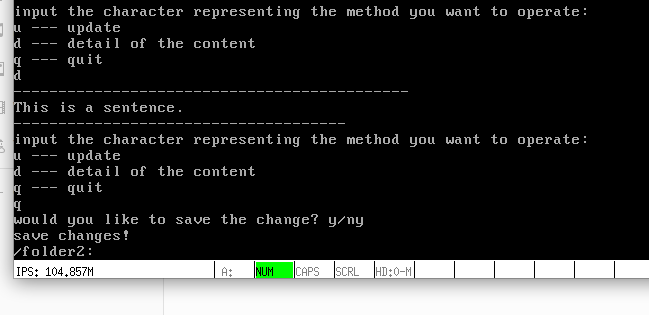 input the character representing the method you want to operate:
u --- update
d --- detail of the content
q --- quit
d
--------------------------------------------
This is a sentence.
-------------------------------------
input the character representing the method you want to operate:
u --- update
d --- detail of the content
q --- quit
q
would you like to save the change? y/ny
save changes!
/folder2:
IPS: 104.857M A: NUM CAPS SCRL HD:0-M